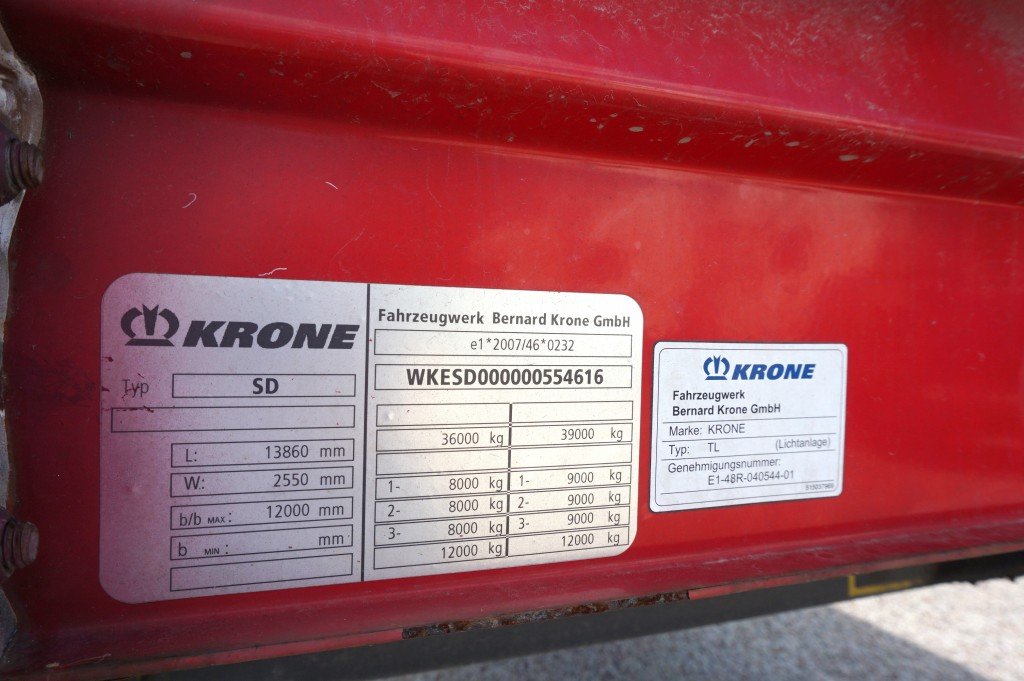 KRONE
Typ SD
L: 13860 mm
W: 2550 mm
b/b MAX: 12000 mm
b MIN: mm
Fahrzeugwerk Bernard Krone GmbH
e1*2007/46*0232
WKESD000000554616
36000 kg 39000 kg
1- 8000 kg 1- 9000 kg
2- 8000 kg 2- 9000 kg
3- 8000 kg 3- 9000 kg
12000 kg 12000 kg
KRONE
Fahrzeugwerk
Bernard Krone GmbH
Marke: KRONE
Typ: TL (Lichtanlage)
Genehmigungsnummer:
E1-48R-040544-01